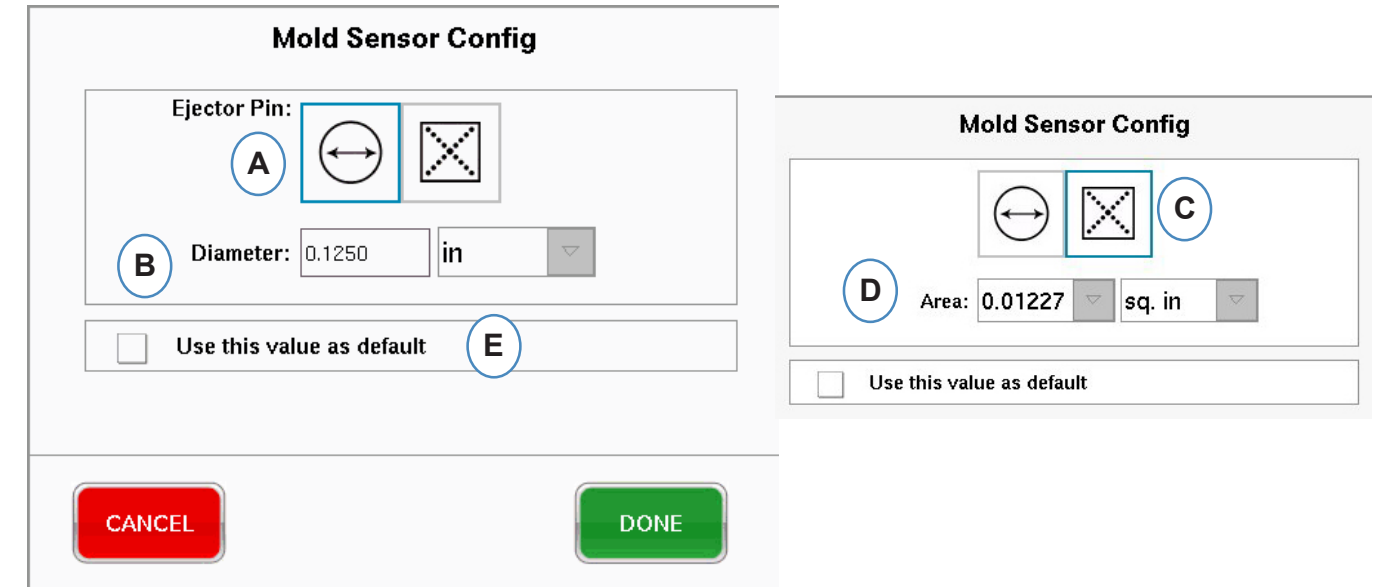 Mold Sensor Config
Ejector Pin:
A
B
Diameter: 0.1250 in
Use this value as default E
CANCEL DONE
Mold Sensor Config
C
D
Area: 0.01227 sq. in
Use this value as default